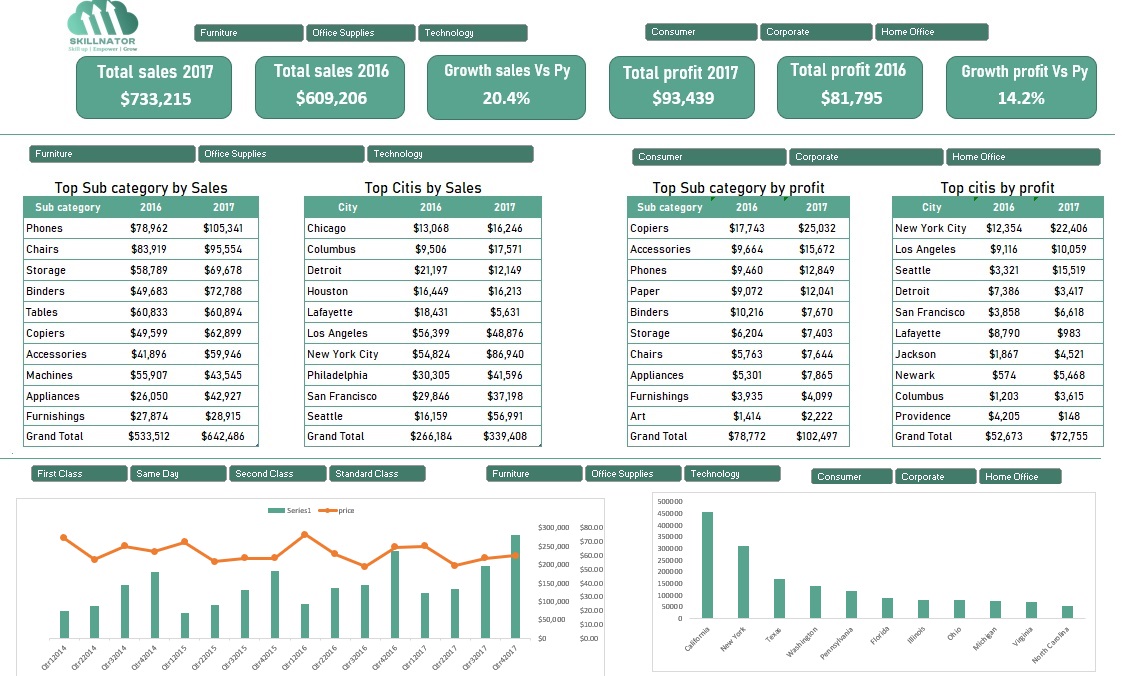 SKILLNATOR
Skill up | Empower | Grow
Furniture Office Supplies Technology
Consumer Corporate Home Office
Total sales 2017
$733,215
Total sales 2016
$609,206
Growth sales Vs Py
20.4%
Total profit 2017
$93,439
Total profit 2016
$81,795
Growth profit Vs Py
14.2%
Furniture Office Supplies Technology
Consumer Corporate Home Office
Top Sub category by Sales
Sub category 2016 2017
Phones $78,962 $105,341
Chairs $83,919 $95,554
Storage $58,789 $69,678
Binders $49,683 $72,788
Tables $60,833 $60,894
Copiers $49,599 $62,899
Accessories $41,896 $59,946
Machines $55,907 $43,545
Appliances $26,050 $42,927
Furnishings $27,874 $28,915
Grand Total $533,512 $642,486
Top Citis by Sales
City 2016 2017
Chicago $13,068 $16,246
Columbus $9,506 $17,571
Detroit $21,197 $12,149
Houston $16,449 $16,213
Lafayette $18,431 $5,631
Los Angeles $56,399 $48,876
New York City $54,824 $86,940
Philadelphia $30,305 $41,596
San Francisco $29,846 $37,198
Seattle $16,159 $56,991
Grand Total $266,184 $339,408
Top Sub category by profit
Sub category 2016 2017
Copiers $17,743 $25,032
Accessories $9,664 $15,672
Phones $9,460 $12,849
Paper $9,072 $12,041
Binders $10,216 $7,670
Storage $6,204 $7,403
Chairs $5,763 $7,644
Appliances $5,301 $7,865
Furnishings $3,935 $4,099
Art $1,414 $2,222
Grand Total $78,772 $102,497
Top citis by profit
City 2016 2017
New York City $12,354 $22,406
Los Angeles $9,116 $10,059
Seattle $3,321 $15,519
Detroit $7,386 $3,417
San Francisco $3,858 $6,618
Lafayette $8,790 $983
Jackson $1,867 $4,521
Newark $574 $5,468
Columbus $1,203 $3,615
Providence $4,205 $148
Grand Total $52,673 $72,755
First Class Same Day Second Class Standard Class
Furniture Office Supplies Technology
Consumer Corporate Home Office
Series1 price
$300,000 $80.00
$70.00
$250,000
$60.00
$200,000
$50.00
$150,000
$40.00
$100,000
$30.00
$20.00
$50,000
$10.00
$0 $0.00
Qtr12014
Qtr22014
Qtr32014
Qtr42014
Qtr12015
Qtr22015
Qtr32015
Qtr42015
Qtr12016
Qtr22016
Qtr32016
Qtr42016
Qtr12017
Qtr22017
Qtr32017
Qtr42017
500000
450000
400000
350000
300000
250000
200000
150000
100000
50000
0
California
New York
Texas
Washington
Pennsylvania
Florida
Illinois
Ohio
Michigan
Virginia
North Carolina